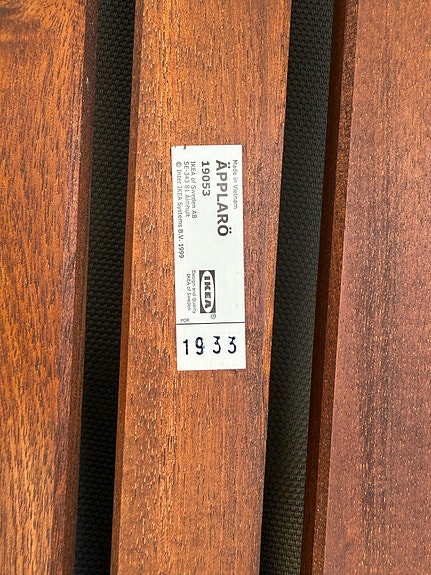 Made in Vietnam
ÄPPLARÖ
19053
IKEA of Sweden AB
SE-343 81 Älmhult
© Inter IKEA Systems B.V. 1999
IKEA®
Design and Quality
IKEA of Sweden
PDR
1933